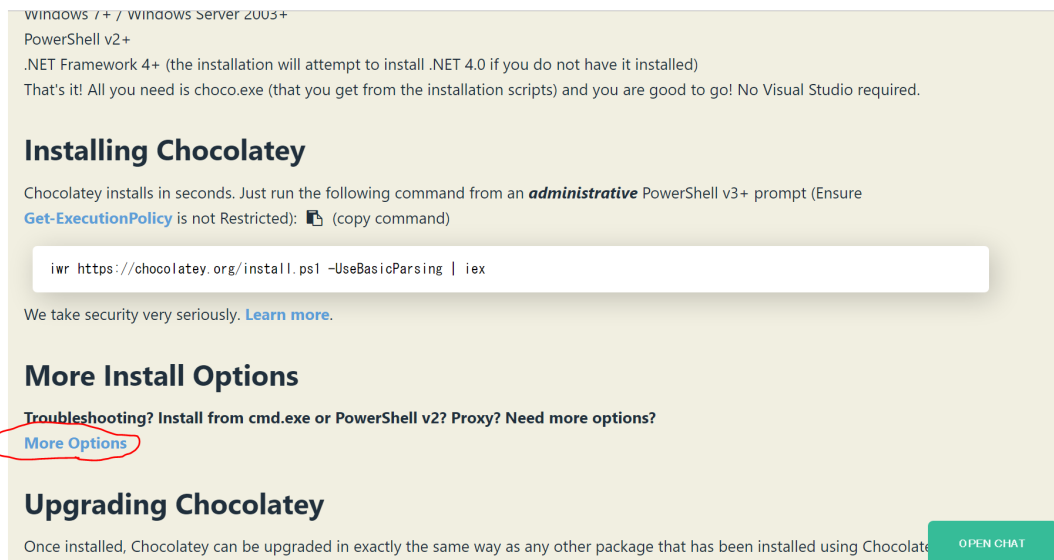 Windows 7+ / Windows Server 2003+
PowerShell v2+
.NET Framework 4+ (the installation will attempt to install .NET 4.0 if you do not have it installed)
That's it! All you need is choco.exe (that you get from the installation scripts) and you are good to go! No Visual Studio required.
Installing Chocolatey
Chocolatey installs in seconds. Just run the following command from an administrative PowerShell v3+ prompt (Ensure
Get-ExecutionPolicy is not Restricted): (copy command)
iwr https://chocolatey.org/install.ps1 -UseBasicParsing | iex
We take security very seriously. Learn more.
More Install Options
Troubleshooting? Install from cmd.exe or PowerShell v2? Proxy? Need more options?
More Options
Upgrading Chocolatey
Once installed, Chocolatey can be upgraded in exactly the same way as any other package that has been installed using Chocolate
OPEN CHAT